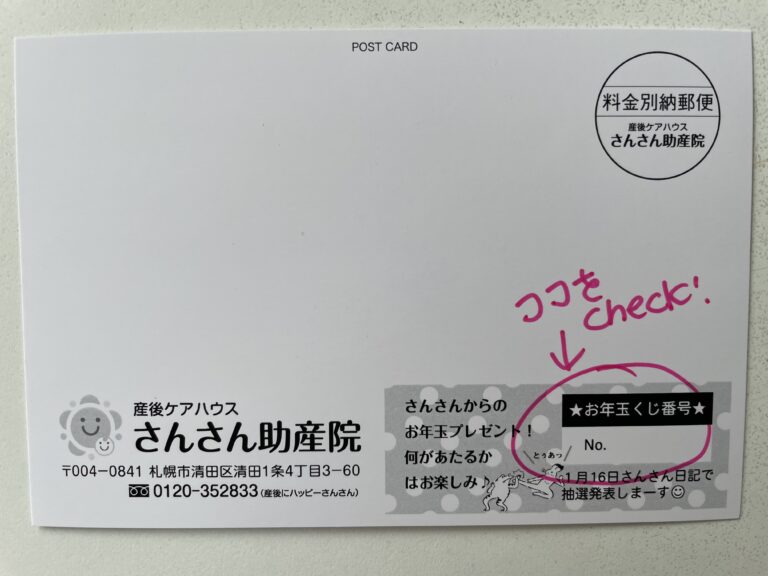 POST CARD
料金別納郵便
産後ケアハウス
さんさん助産院
ココを
check!
産後ケアハウス
さんさん助産院
〒004-0841 札幌市清田区清田1条4丁目3-60
0120-352833(産後にハッピーさんさん)
さんさんからの
お年玉プレゼント!
何があたるか
はお楽しみ♪
★お年玉くじ番号★
No.
とうあっ
1月16日さんさん日記で
抽選発表しまーす☺